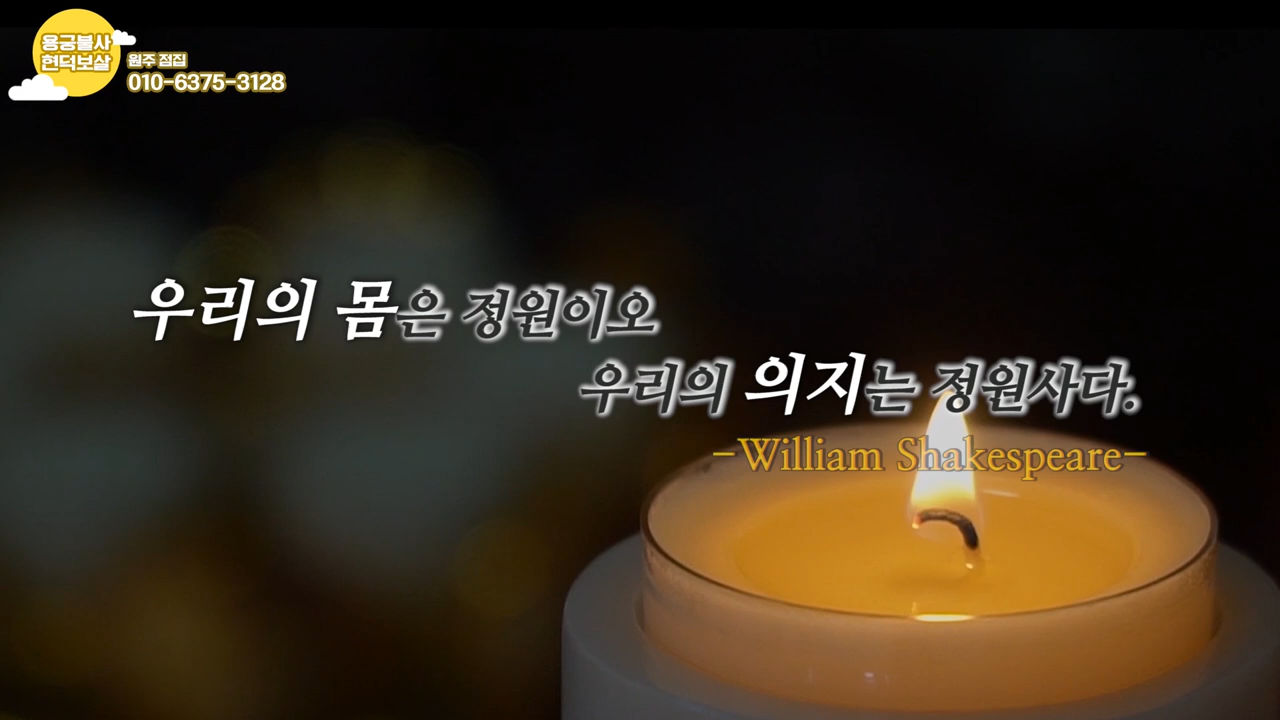 용궁불사
현덕보살
원주 점집
010-6375-3128
우리의 몸은 정원이오
우리의 의지는 정원사다.
-William Shakespeare-